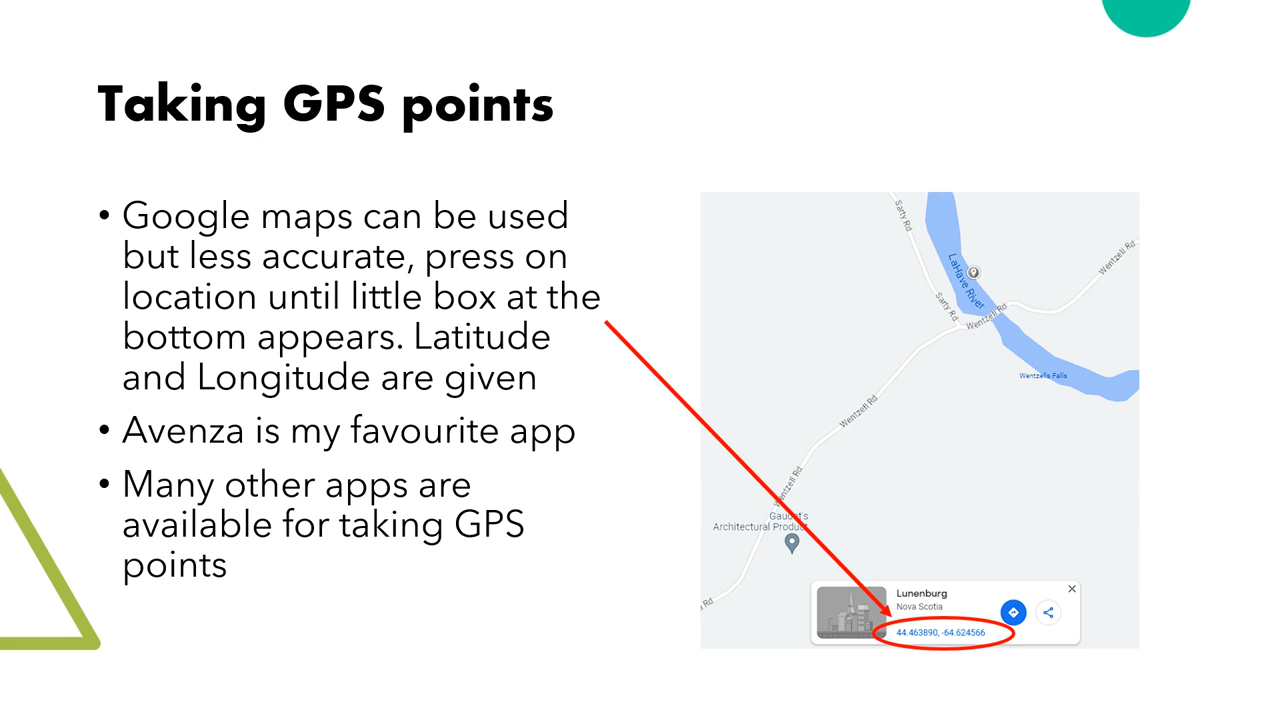 Taking GPS points
• Google maps can be used
but less accurate, press on
location until little box at the
bottom appears. Latitude
and Longitude are given
• Avenza is my favourite app
• Many other apps are
available for taking GPS
points
Sarty Rd
LaHave River
Wentzell Rd
Sarty Rd
Wentzell Rd
Wentzells Falls
Wentzell Rd
Wentzell Rd
Gaudet's
Architectural Product
Rd
Lunenburg
Nova Scotia
44.463890, -64.624566